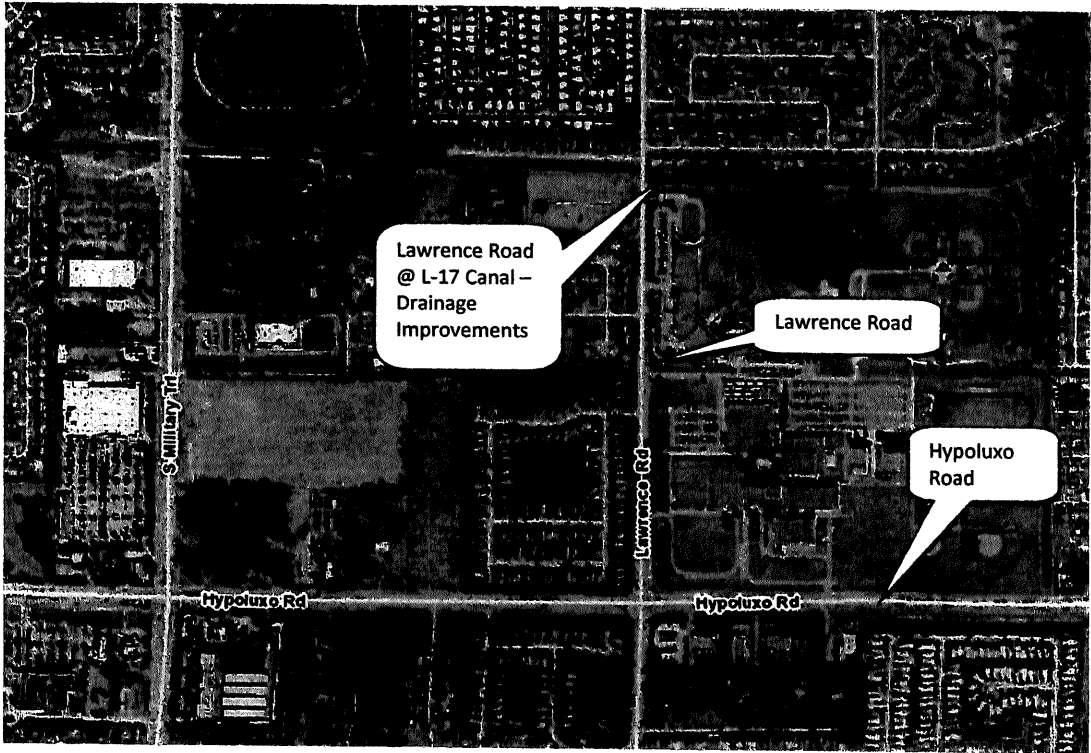 Lawrence Road
@ L-17 Canal –
Drainage
Improvements
Lawrence Road
S Military Trl
Lawrence Rd
Hypoluxo
Road
Hypoluxo Rd
Hypoluxo Rd